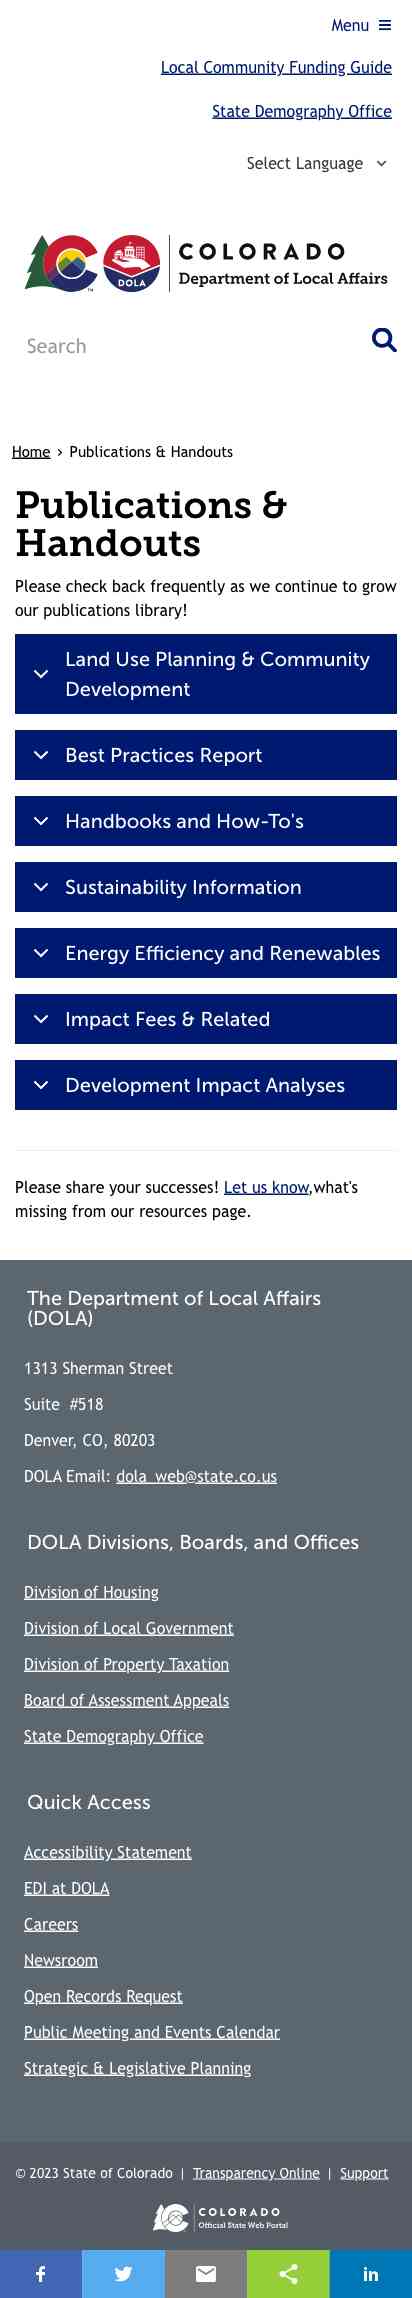 Menu
Local Community Funding Guide
State Demography Office
Select Language
DOLA
TM
COLORADO
Department of Local Affairs
Search
Home › Publications & Handouts
Publications &
Handouts
Please check back frequently as we continue to grow
our publications library!
Land Use Planning & Community
Development
Best Practices Report
Handbooks and How-To's
Sustainability Information
Energy Efficiency and Renewables
Impact Fees & Related
Development Impact Analyses
Please share your successes! Let us know,what's
missing from our resources page.
The Department of Local Affairs
(DOLA)
1313 Sherman Street
Suite #518
Denver, CO, 80203
DOLA Email: dola_web@state.co.us
DOLA Divisions, Boards, and Offices
Division of Housing
Division of Local Government
Division of Property Taxation
Board of Assessment Appeals
State Demography Office
Quick Access
Accessibility Statement
EDI at DOLA
Careers
Newsroom
Open Records Request
Public Meeting and Events Calendar
Strategic & Legislative Planning
© 2023 State of Colorado | Transparency Online | Support
COLORADO
Official State Web Portal